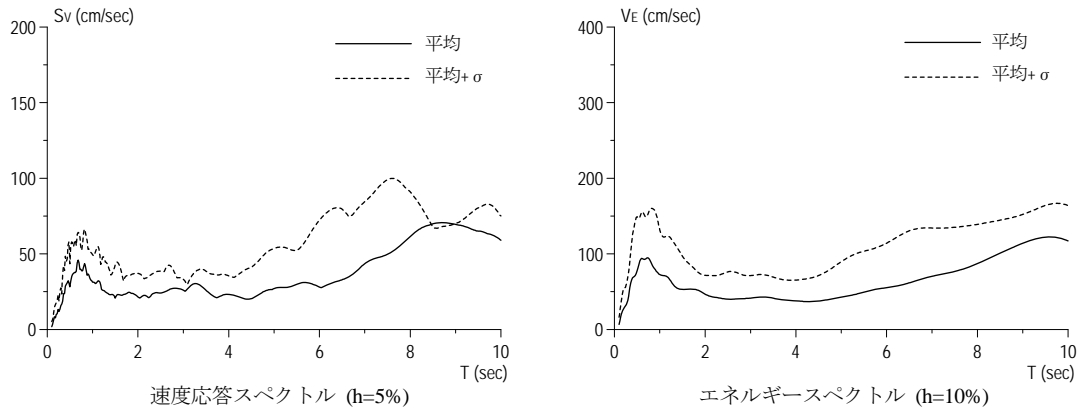 Sv (cm/sec)
200
150
100
50
0
平均
平均+ σ
0 2 4 6 8 10
T (sec)
速度応答スペクトル (h=5%)
VE (cm/sec)
400
300
200
100
0
平均
平均+ σ
0 2 4 6 8 10
T (sec)
エネルギースペクトル (h=10%)